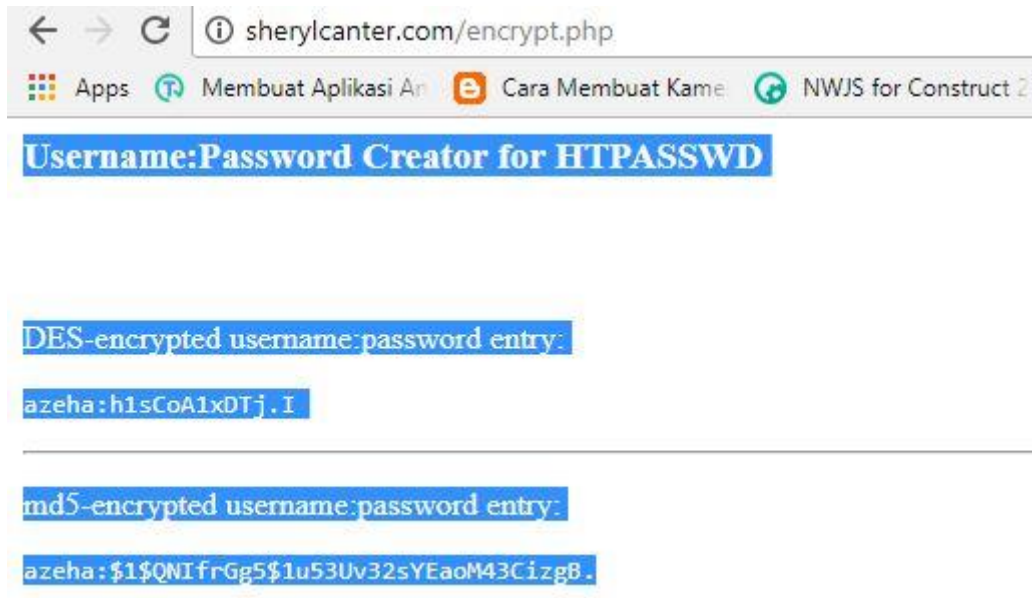 sherylcanter.com/encrypt.php
Apps Membuat Aplikasi An Cara Membuat Kame NWJS for Construct 2
Username:Password Creator for HTPASSWD
DES-encrypted username:password entry:
azeha:h1sCoA1xDTj.I
md5-encrypted username:password entry:
azeha:$1$QNIfrGg5$1u53Uv32sYEaoM43CizgB.